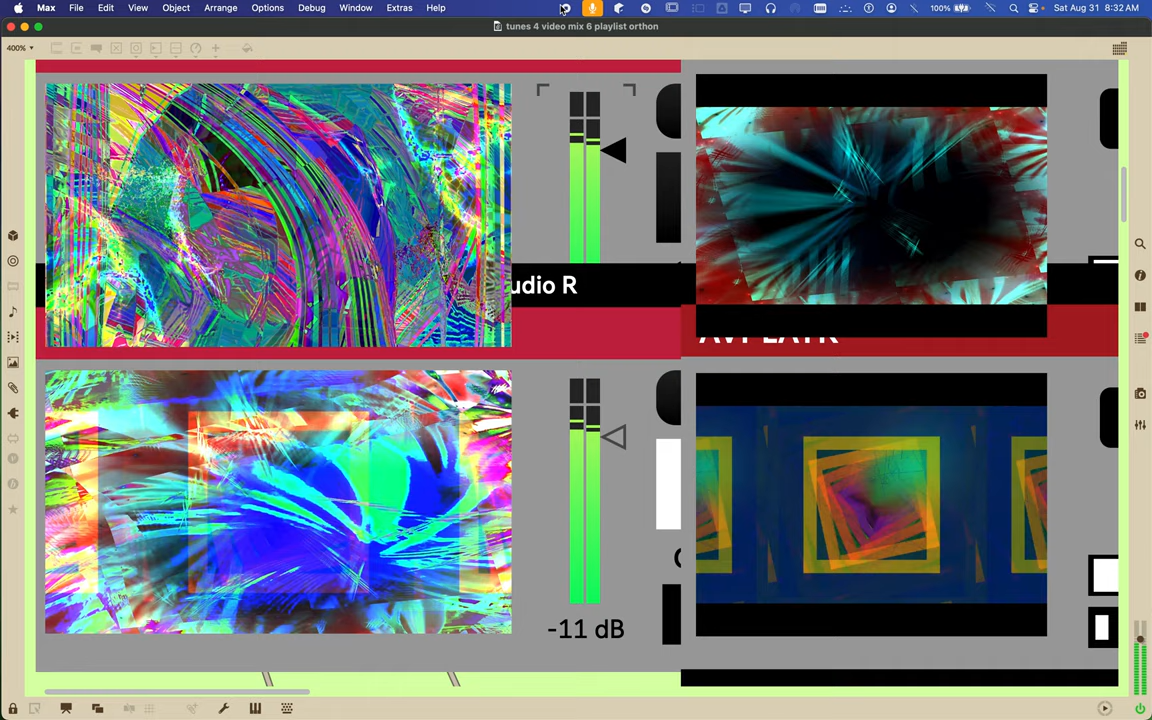 Max File Edit View Object Arrange Options Debug Window Extras Help 100% Sat Aug 31 8:32 AM
tunes 4 video mix 6 playlist orthon
400%
udio R
-11 dB